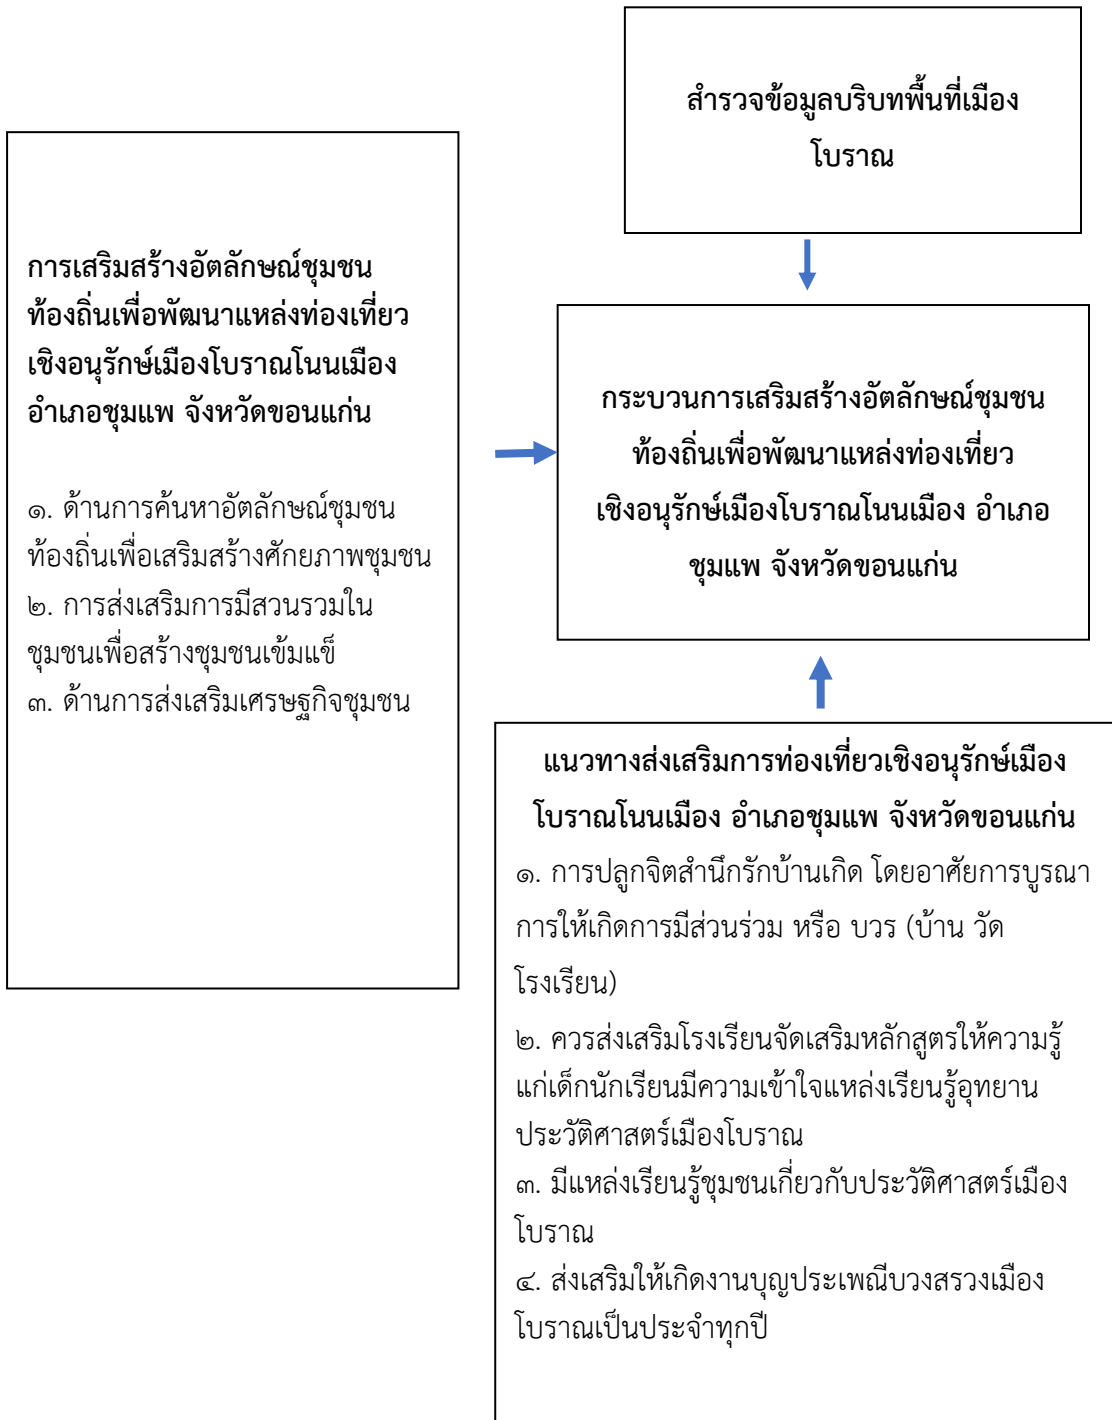 สำรวจข้อมูลบริบทพื้นที่เมือง
โบราณ
การเสริมสร้างอัตลักษณ์ชุมชน
ท้องถิ่นเพื่อพัฒนาแหล่งท่องเที่ยว
เชิงอนุรักษ์เมืองโบราณโนนเมือง
อำเภอชุมแพ จังหวัดขอนแก่น
๑. ด้านการค้นหาอัตลักษณ์ชุมชน
ท้องถิ่นเพื่อเสริมสร้างศักยภาพชุมชน
๒. การส่งเสริมการมีสวนรวมใน
ชุมชนเพื่อสร้างชุมชนเข้มแข็
๓. ด้านการส่งเสริมเศรษฐกิจชุมชน
กระบวนการเสริมสร้างอัตลักษณ์ชุมชน
ท้องถิ่นเพื่อพัฒนาแหล่งท่องเที่ยว
เชิงอนุรักษ์เมืองโบราณโนนเมือง อำเภอ
ชุมแพ จังหวัดขอนแก่น
แนวทางส่งเสริมการท่องเที่ยวเชิงอนุรักษ์เมือง
โบราณโนนเมือง อำเภอชุมแพ จังหวัดขอนแก่น
๑. การปลูกจิตสำนึกรักบ้านเกิด โดยอาศัยการบูรณา
การให้เกิดการมีส่วนร่วม หรือ บวร (บ้าน วัด
โรงเรียน)
๒. ควรส่งเสริมโรงเรียนจัดเสริมหลักสูตรให้ความรู้
แก่เด็กนักเรียนมีความเข้าใจแหล่งเรียนรู้อุทยาน
ประวัติศาสตร์เมืองโบราณ
๓. มีแหล่งเรียนรู้ชุมชนเกี่ยวกับประวัติศาสตร์เมือง
โบราณ
๔. ส่งเสริมให้เกิดงานบุญประเพณีบวงสรวงเมือง
โบราณเป็นประจำทุกปี